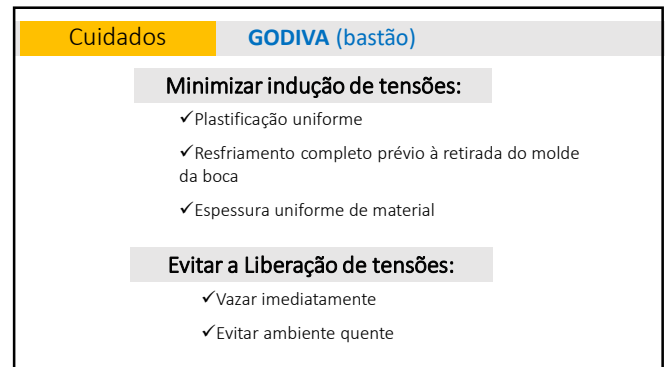 Cuidados GODIVA (bastão)
Minimizar indução de tensões:
✓Plastificação uniforme
✓Resfriamento completo prévio à retirada do molde
da boca
✓Espessura uniforme de material
Evitar a Liberação de tensões:
✓Vazar imediatamente
✓Evitar ambiente quente